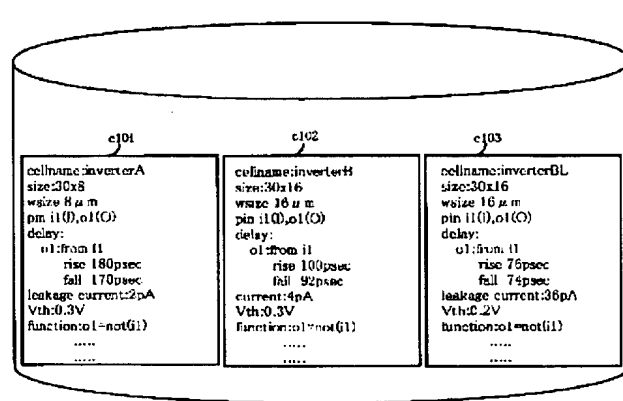 c101
cellname:inverterA
size:30x8
wsize 8μm
pin i1(I),o1(O)
delay:
o1:from i1
rise 180psec
fall 170psec
leakage current:2pA
Vth:0.3V
function:o1=not(i1)
.....
.....
c102
cellname:inverterB
size:30x16
wsize 16μm
pin i1(I),o1(O)
delay:
o1:from i1
rise 100psec
fall 92psec
current:4pA
Vth:0.3V
function:o1=not(i1)
.....
.....
c103
cellname:inverterBL
size:30x16
wsize 16μm
pin i1(I),o1(O)
delay:
o1:from i1
rise 76psec
fall 74psec
leakage current:36pA
Vth:0.2V
function:o1=not(i1)
.....
.....